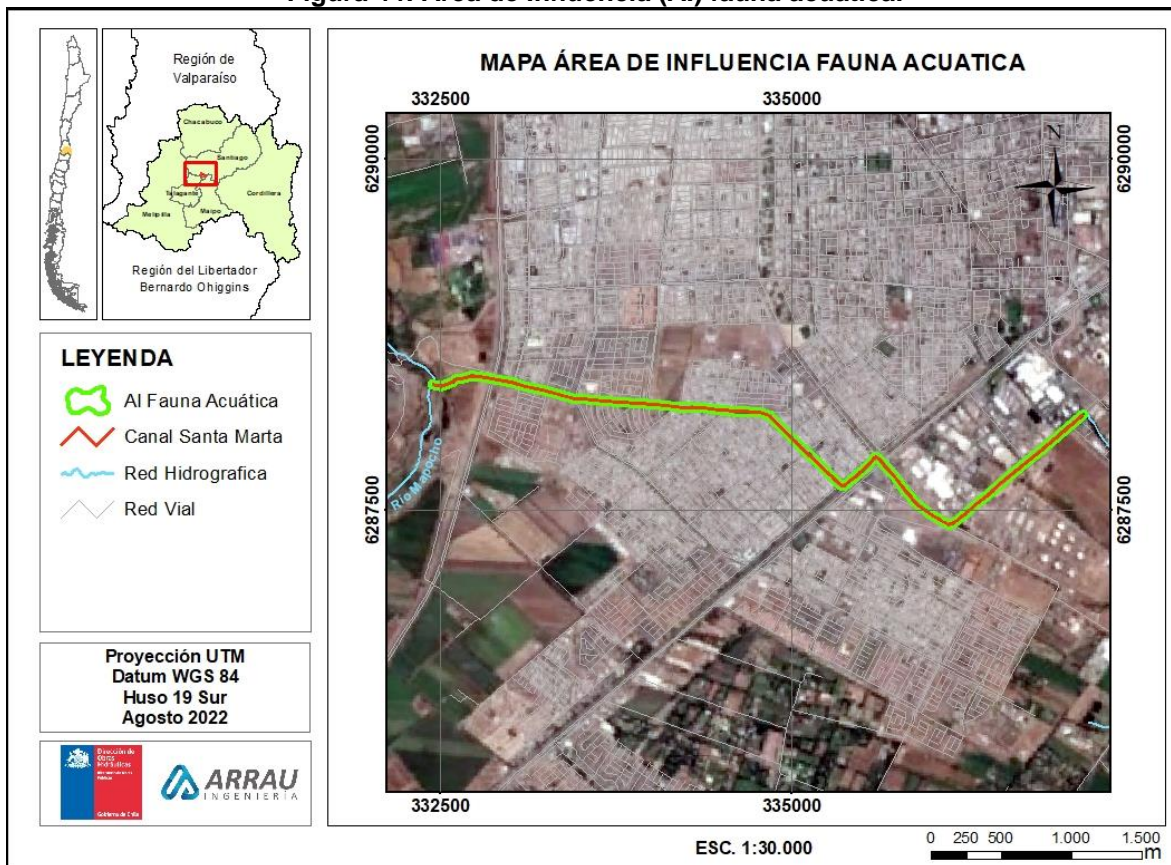 Figura 14. Área de Influencia (AI) fauna acuática.
Región de
Valparaíso
Chacabuco
Santiago
Talagante
Cordillera
Melipilla
Maipo
Región del Libertador
Bernardo Ohiggins
LEYENDA
AI Fauna Acuática
Canal Santa Marta
Red Hidrografica
Red Vial
Proyección UTM
Datum WGS 84
Huso 19 Sur
Agosto 2022
Dirección de
Obras
Hidráulicas
Gobierno de Chile
ARRAU
INGENIERÍA
MAPA ÁREA DE INFLUENCIA FAUNA ACUATICA
332500 335000
6290000 6290000
N
Río Mapocho
6287500 6287500
332500 335000
ESC. 1:30.000
0 250 500 1.000 1.500
m